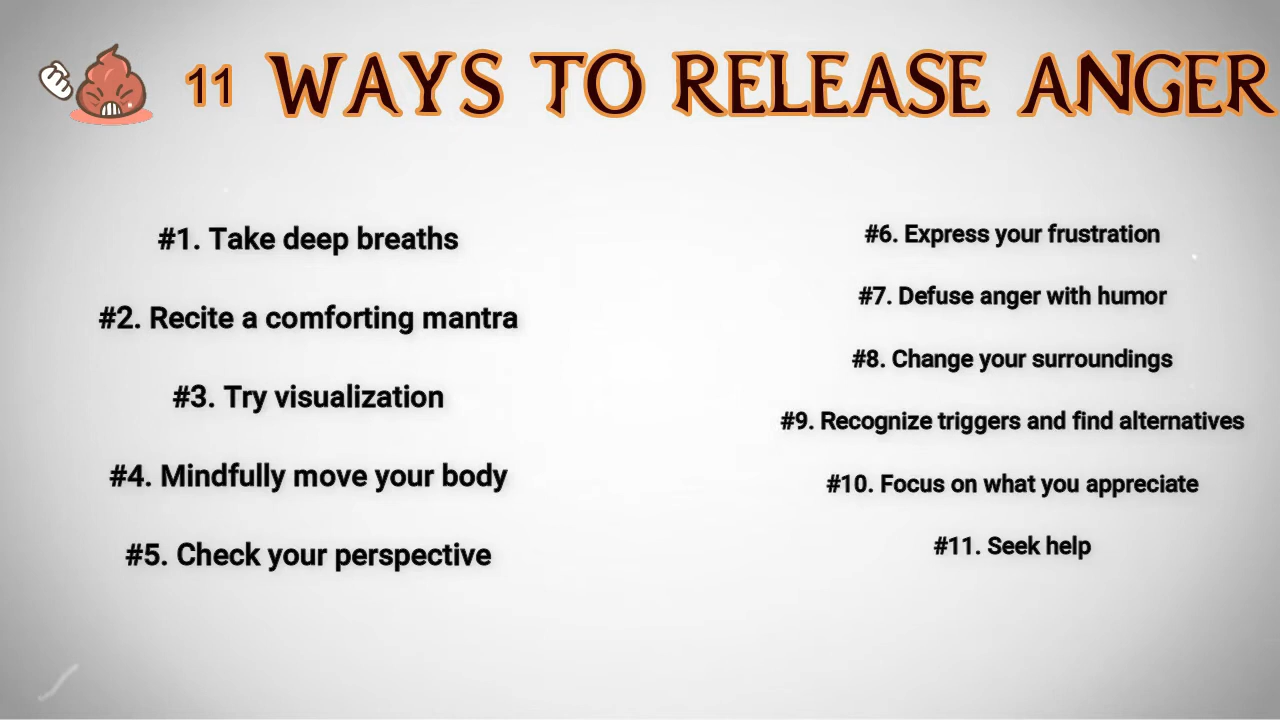 11 WAYS TO RELEASE ANGER
#1. Take deep breaths
#2. Recite a comforting mantra
#3. Try visualization
#4. Mindfully move your body
#5. Check your perspective
#6. Express your frustration
#7. Defuse anger with humor
#8. Change your surroundings
#9. Recognize triggers and find alternatives
#10. Focus on what you appreciate
#11. Seek help